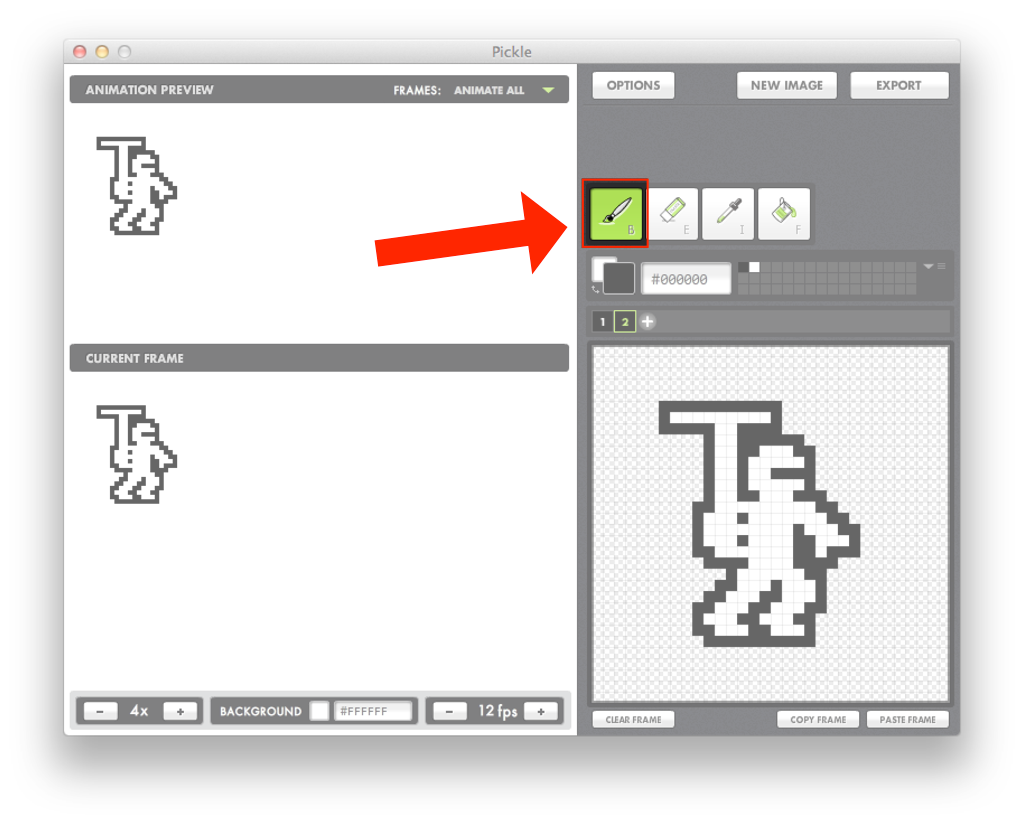 Pickle
ANIMATION PREVIEW FRAMES: ANIMATE ALL
OPTIONS NEW IMAGE EXPORT
B E I F
#000000
1 2 +
CURRENT FRAME
- 4x + BACKGROUND #FFFFFF - 12 fps +
CLEAR FRAME COPY FRAME PASTE FRAME